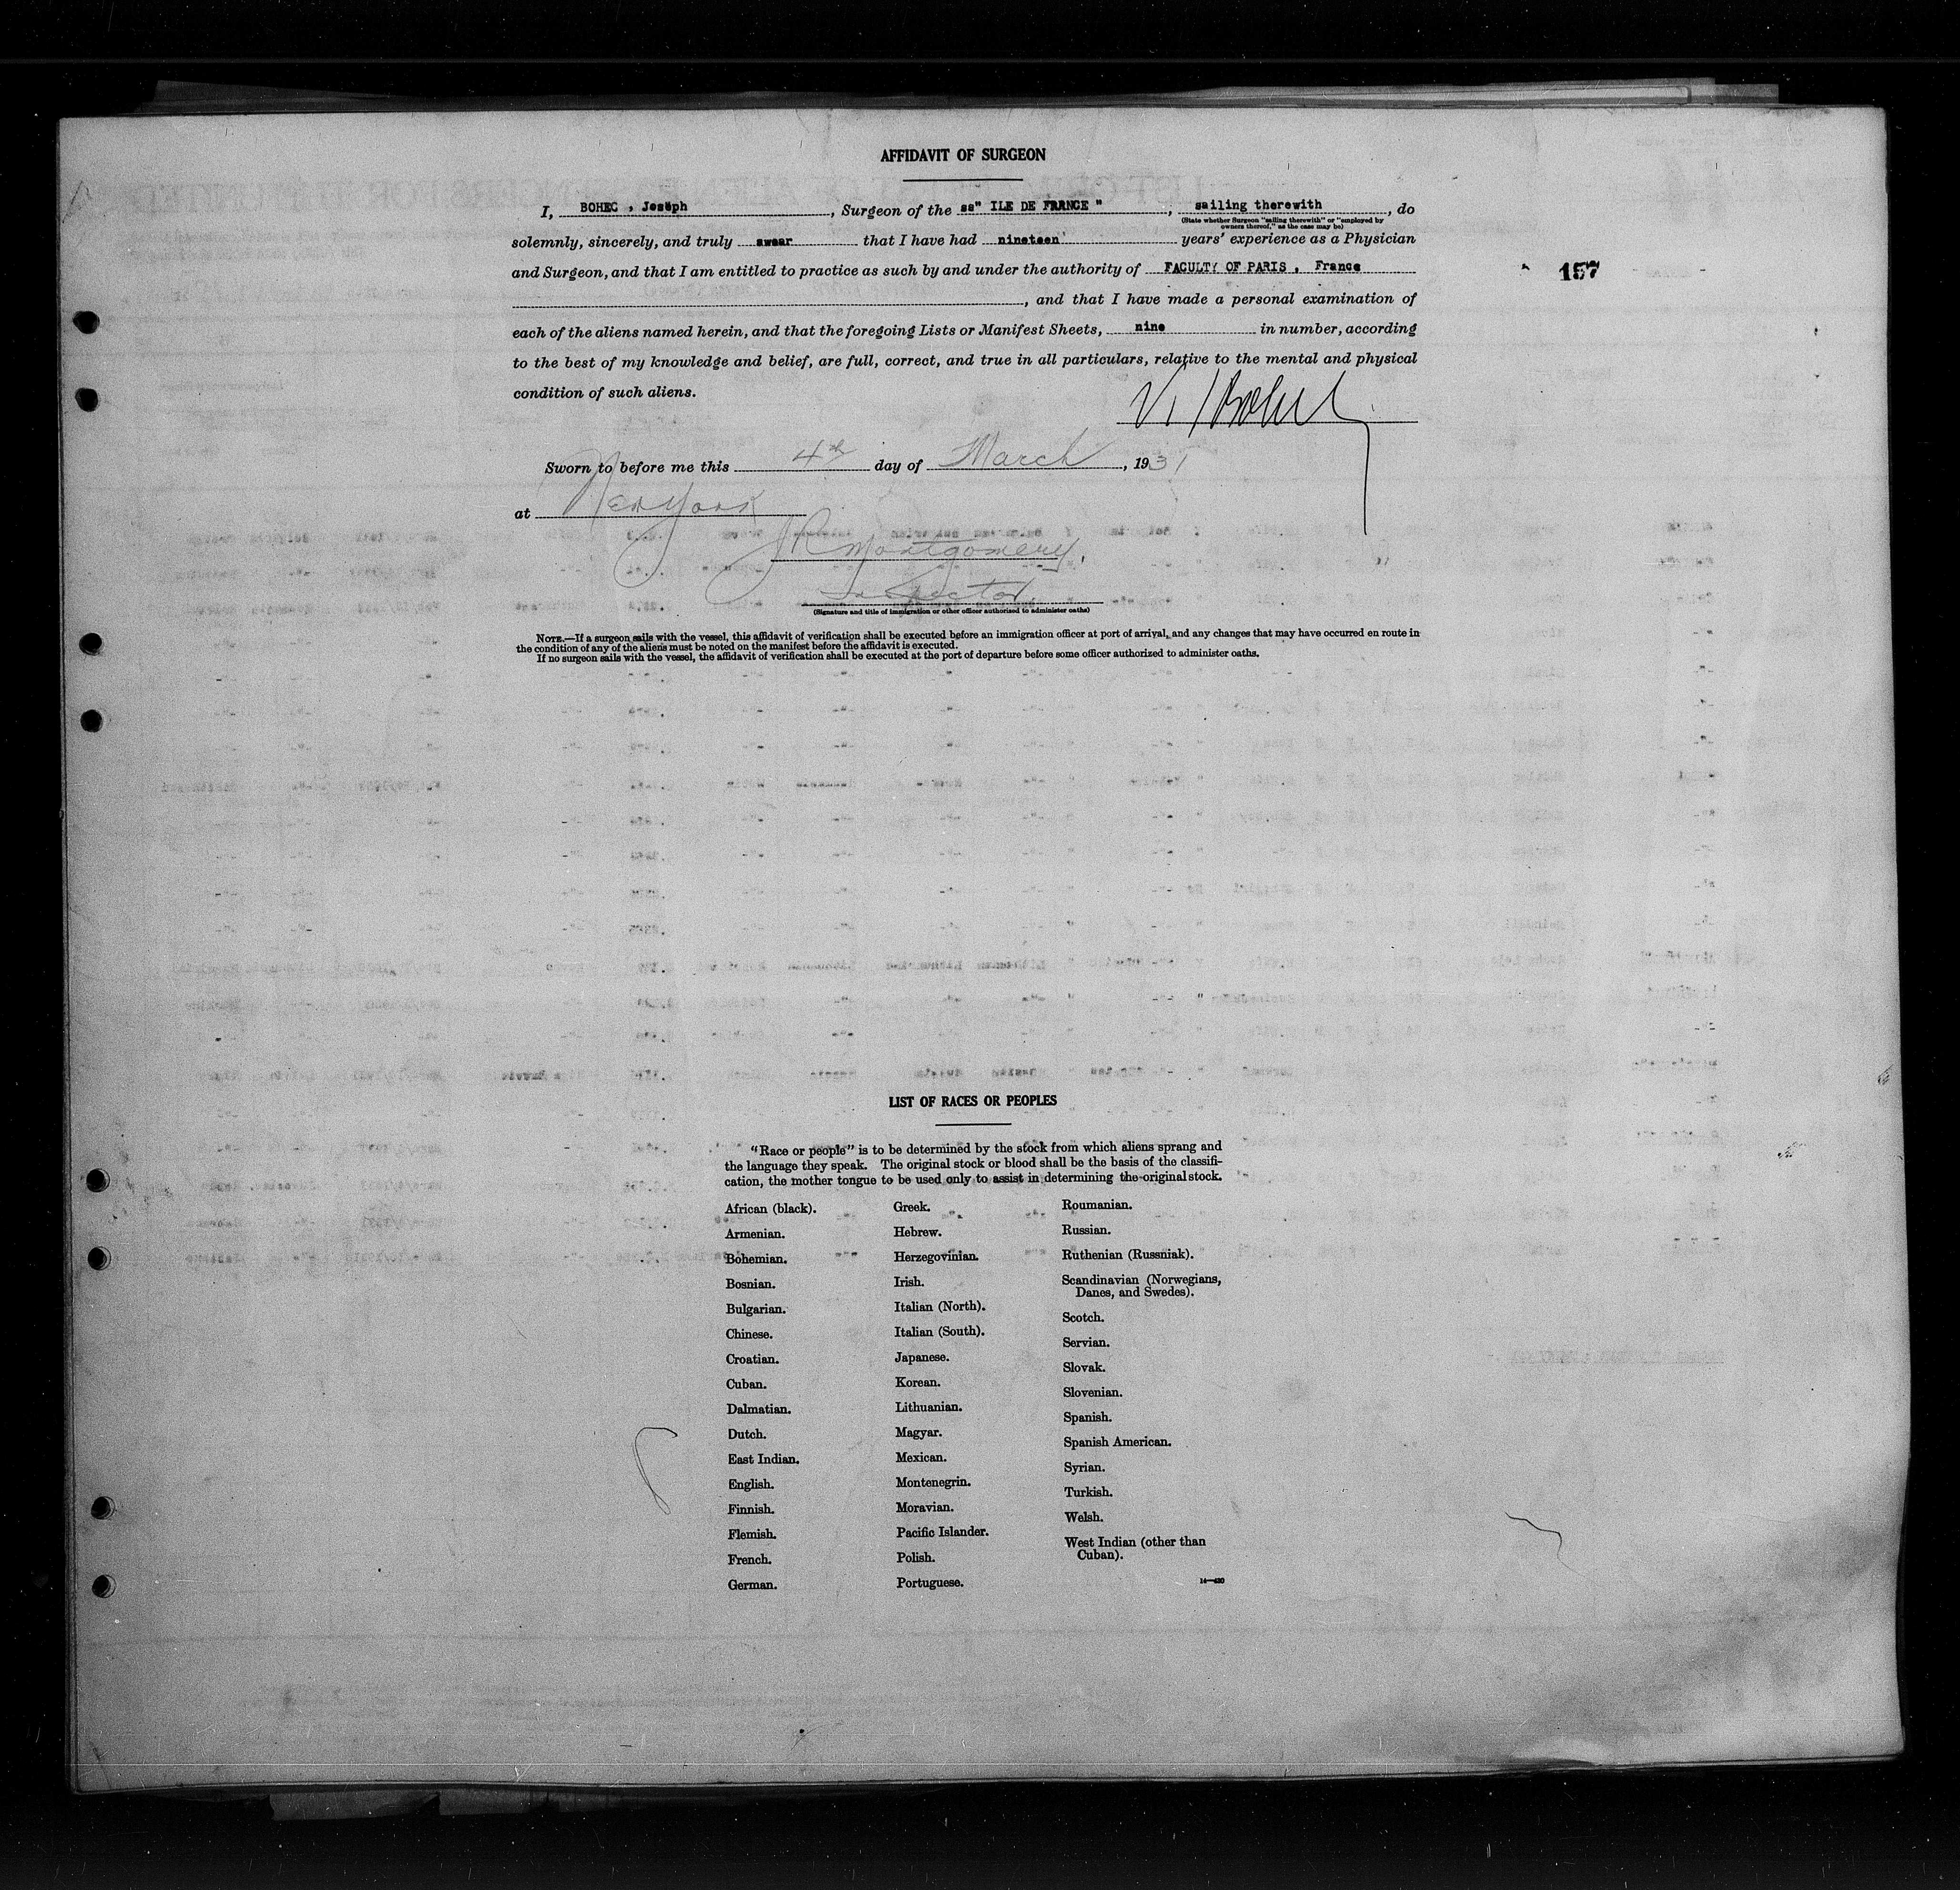 AFFIDAVIT OF SURGEON
I, BOHEC , Joseph , Surgeon of the ss" ILE DE FRANCE " , sailing therewith , do
(State whether Surgeon "sailing therewith" or "employed by
owners thereof," as the case may be)
solemnly, sincerely, and truly swear that I have had nineteen years' experience as a Physician
and Surgeon, and that I am entitled to practice as such by and under the authority of FACULTY OF PARIS , France
157
, and that I have made a personal examination of
each of the aliens named herein, and that the foregoing Lists or Manifest Sheets, nine in number, according
to the best of my knowledge and belief, are full, correct, and true in all particulars, relative to the mental and physical
condition of such aliens.
Sworn to before me this 4th day of March , 1931
at New York
Montgomery
Inspector
(Signature and title of immigration or other officer authorized to administer oaths)
NOTE.—If a surgeon sails with the vessel, this affidavit of verification shall be executed before an immigration officer at port of arrival, and any changes that may have occurred en route in
the condition of any of the aliens must be noted on the manifest before the affidavit is executed.
If no surgeon sails with the vessel, the affidavit of verification shall be executed at the port of departure before some officer authorized to administer oaths.
LIST OF RACES OR PEOPLES
"Race or people" is to be determined by the stock from which aliens sprang and
the language they speak. The original stock or blood shall be the basis of the classifi-
cation, the mother tongue to be used only to assist in determining the original stock.
African (black).
Armenian.
Bohemian.
Bosnian.
Bulgarian.
Chinese.
Croatian.
Cuban.
Dalmatian.
Dutch.
East Indian.
English.
Finnish.
Flemish.
French.
German.
Greek.
Hebrew.
Herzegovinian.
Irish.
Italian (North).
Italian (South).
Japanese.
Korean.
Lithuanian.
Magyar.
Mexican.
Montenegrin.
Moravian.
Pacific Islander.
Polish.
Portuguese.
Roumanian.
Russian.
Ruthenian (Russniak).
Scandinavian (Norwegians,
Danes, and Swedes).
Scotch.
Servian.
Slovak.
Slovenian.
Spanish.
Spanish American.
Syrian.
Turkish.
Welsh.
West Indian (other than
Cuban).